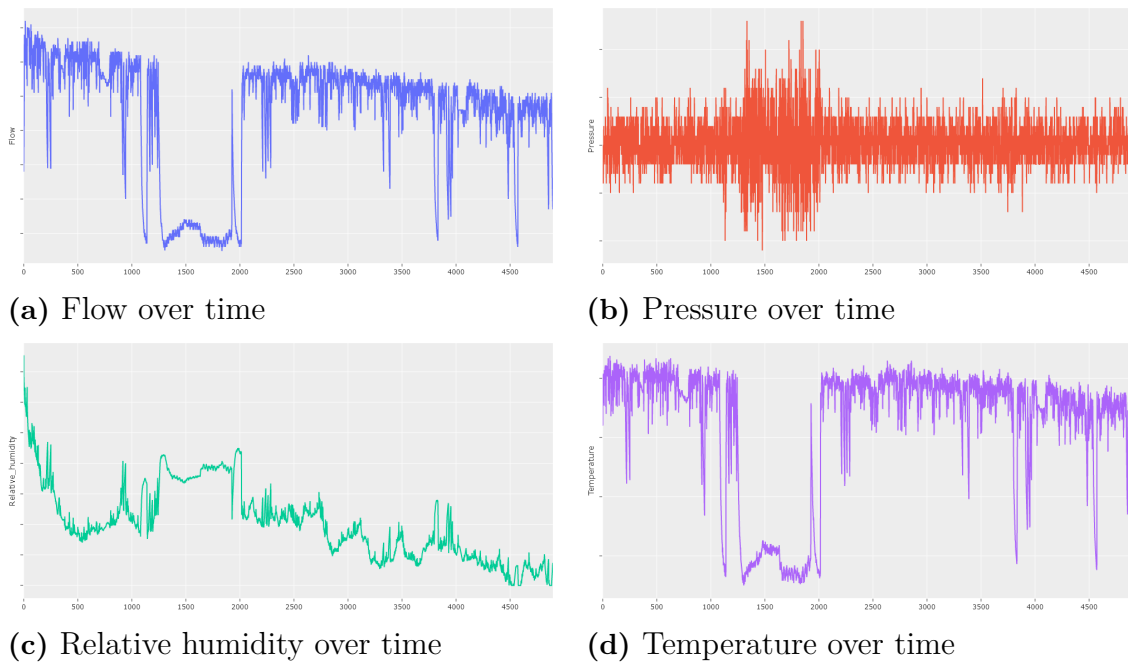 Flow
0 500 1000 1500 2000 2500 3000 3500 4000 4500
(a) Flow over time
Pressure
0 500 1000 1500 2000 2500 3000 3500 4000 4500
(b) Pressure over time
Relative_humidity
0 500 1000 1500 2000 2500 3000 3500 4000 4500
(c) Relative humidity over time
Temperature
0 500 1000 1500 2000 2500 3000 3500 4000 4500
(d) Temperature over time